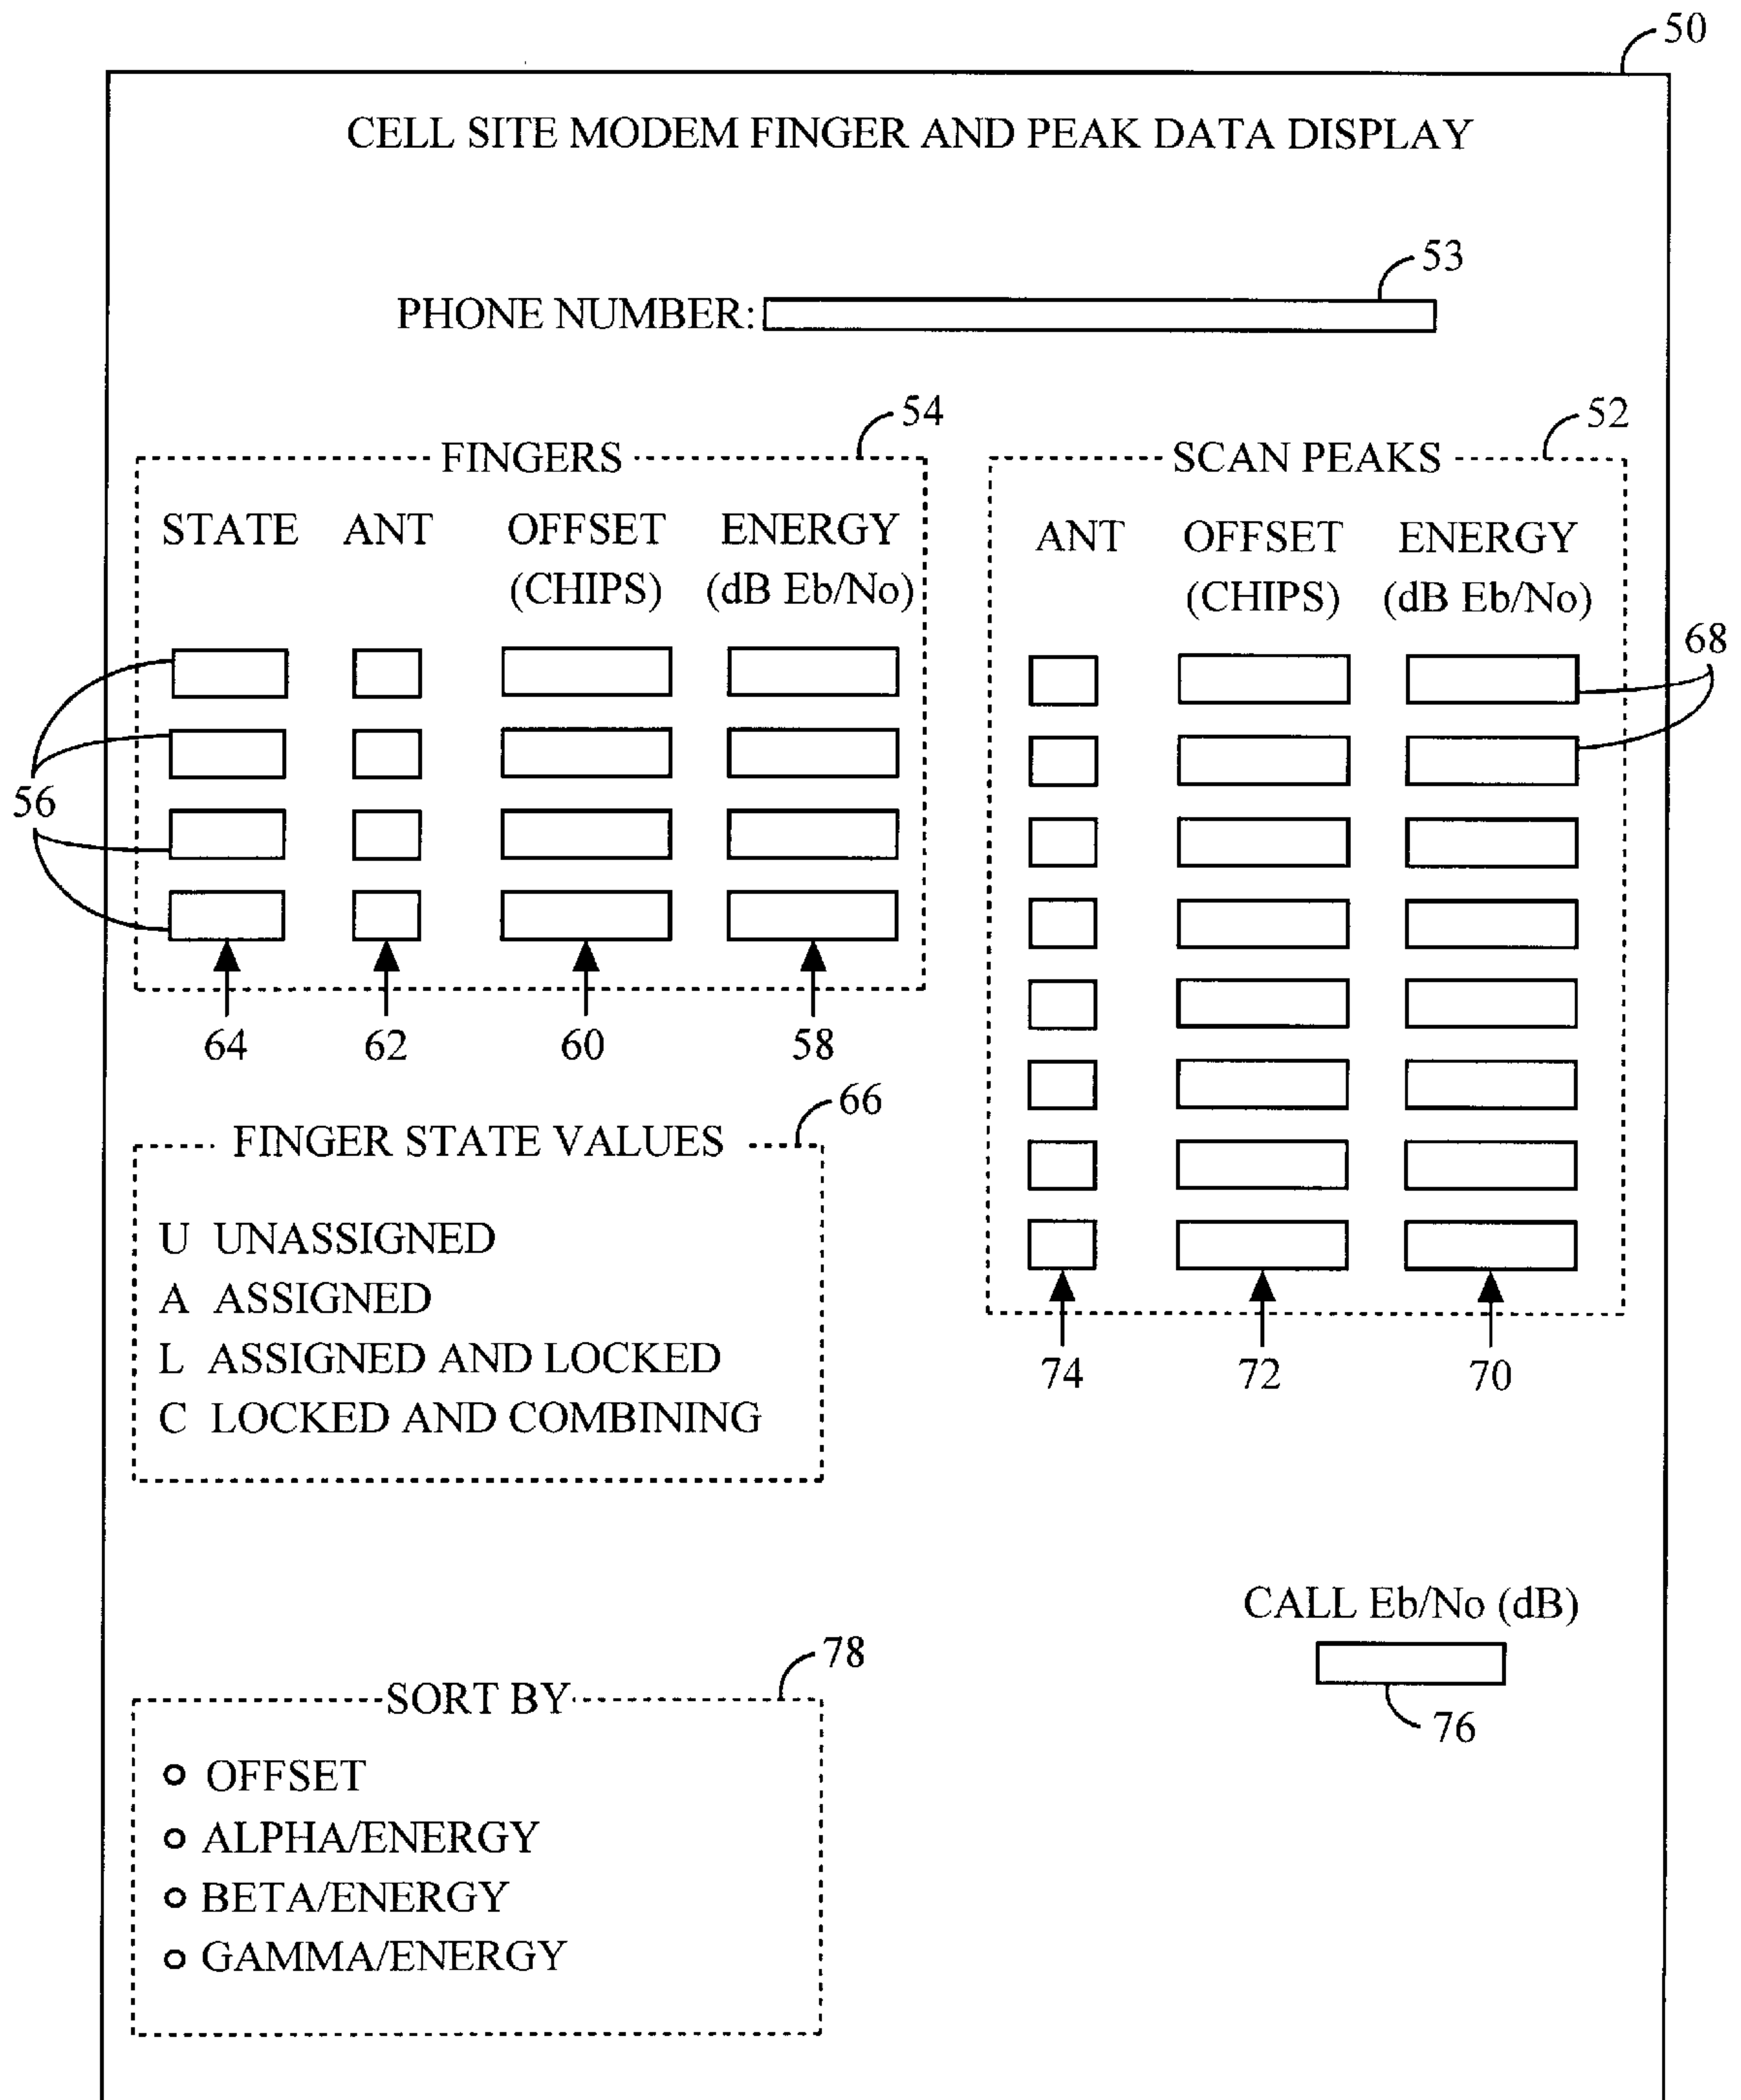 50
CELL SITE MODEM FINGER AND PEAK DATA DISPLAY
53
PHONE NUMBER:
54
FINGERS
STATE ANT OFFSET (CHIPS) ENERGY (dB Eb/No)
56
64 62 60 58
52
SCAN PEAKS
ANT OFFSET (CHIPS) ENERGY (dB Eb/No)
68
74 72 70
66
FINGER STATE VALUES
U UNASSIGNED
A ASSIGNED
L ASSIGNED AND LOCKED
C LOCKED AND COMBINING
CALL Eb/No (dB)
76
78
SORT BY
OFFSET
ALPHA/ENERGY
BETA/ENERGY
GAMMA/ENERGY